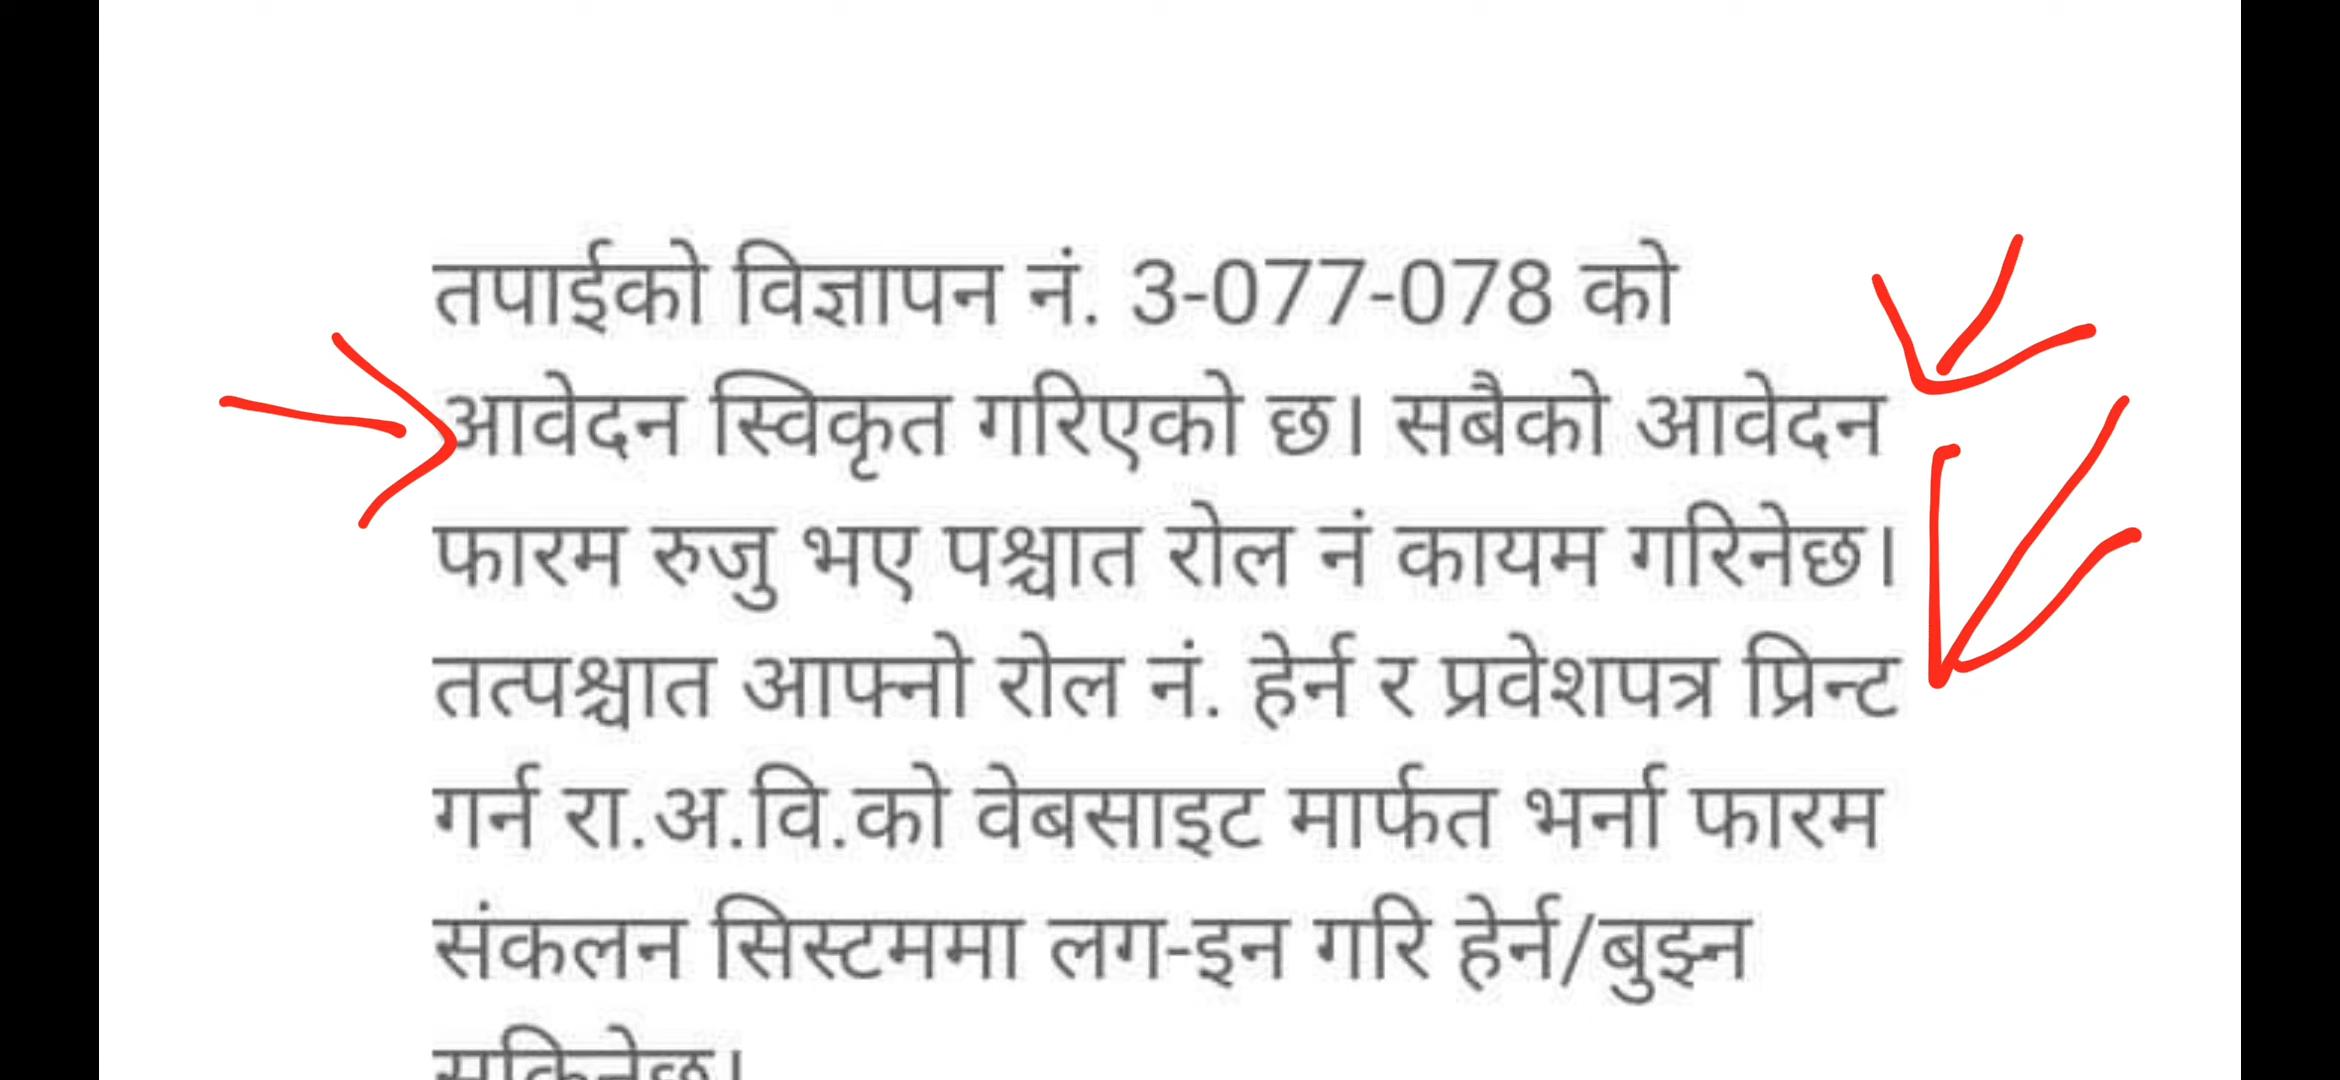 तपाईको विज्ञापन नं. 3-077-078 को
आवेदन स्विकृत गरिएको छ। सबैको आवेदन
फारम रुजु भए पश्चात रोल नं कायम गरिनेछ।
तत्पश्चात आफ्नो रोल नं. हेर्न र प्रवेशपत्र प्रिन्ट
गर्न रा.अ.वि.को वेबसाइट मार्फत भर्ना फारम
संकलन सिस्टममा लग-इन गरि हेर्न/बुझ्न
सकिनेछ।